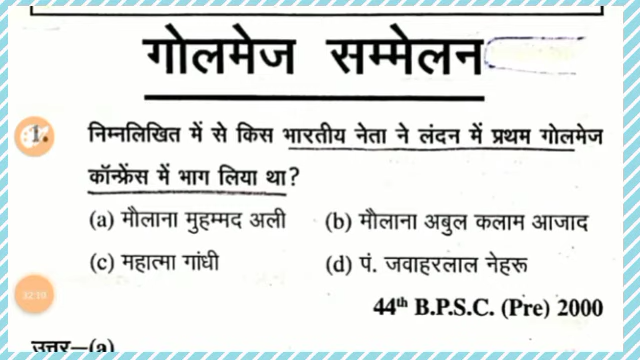 गोलमेज सम्मेलन
1. निम्नलिखित में से किस भारतीय नेता ने लंदन में प्रथम गोलमेज
कॉन्फ्रेंस में भाग लिया था?
(a) मौलाना मुहम्मद अली (b) मौलाना अबुल कलाम आजाद
(c) महात्मा गांधी (d) पं. जवाहरलाल नेहरू
44th B.P.S.C. (Pre) 2000
उत्तर—(a)